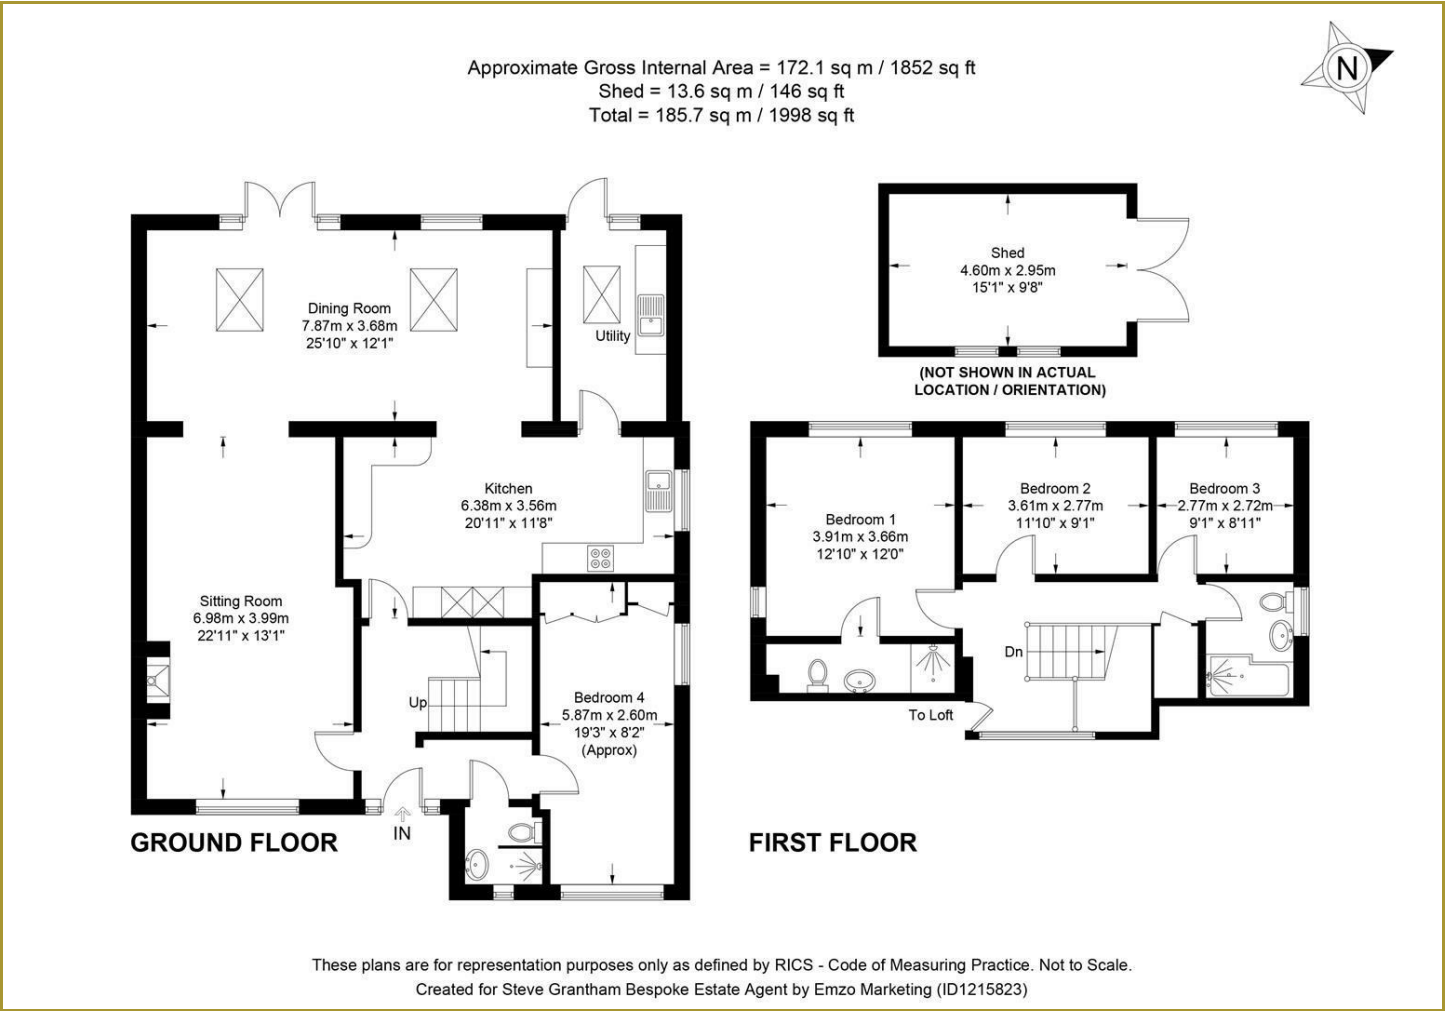 Approximate Gross Internal Area = 172.1 sq m / 1852 sq ft
Shed = 13.6 sq m / 146 sq ft
Total = 185.7 sq m / 1998 sq ft
N
Dining Room
7.87m x 3.68m
25'10" x 12'1"
Utility
Kitchen
6.38m x 3.56m
20'11" x 11'8"
Sitting Room
6.98m x 3.99m
22'11" x 13'1"
Up
Bedroom 4
5.87m x 2.60m
19'3" x 8'2"
(Approx)
IN
GROUND FLOOR
Shed
4.60m x 2.95m
15'1" x 9'8"
(NOT SHOWN IN ACTUAL
LOCATION / ORIENTATION)
Bedroom 1
3.91m x 3.66m
12'10" x 12'0"
Bedroom 2
3.61m x 2.77m
11'10" x 9'1"
Bedroom 3
2.77m x 2.72m
9'1" x 8'11"
Dn
To Loft
FIRST FLOOR
These plans are for representation purposes only as defined by RICS - Code of Measuring Practice. Not to Scale.
Created for Steve Grantham Bespoke Estate Agent by Emzo Marketing (ID1215823)